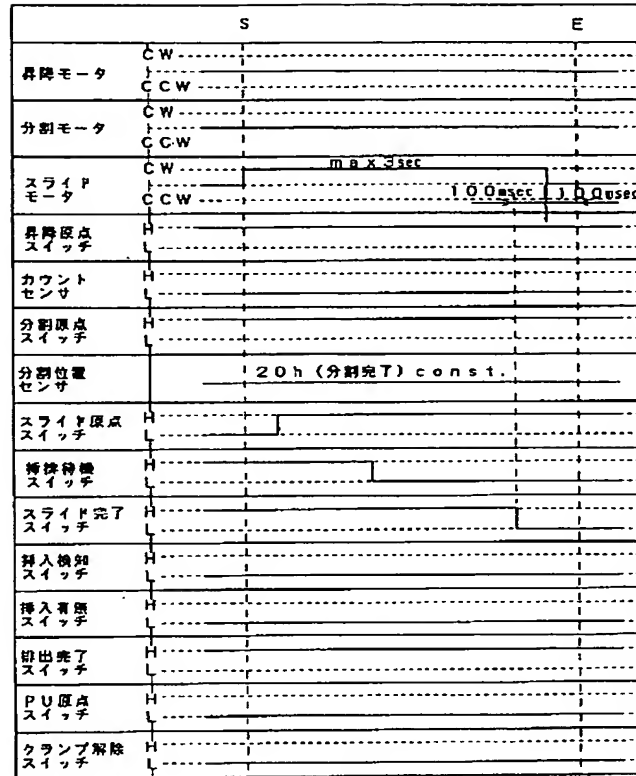 S E
昇降モータ
CW
CCW
分割モータ
CW
CCW
スライド
モータ
CW
CCW
max3sec
100msec
100msec
昇降原点
スイッチ
H
L
カウント
センサ
H
L
分割原点
スイッチ
H
L
分割位置
センサ
20h (分割完了) const.
スライド原点
スイッチ
H
L
挿排待機
スイッチ
H
L
スライド完了
スイッチ
H
L
挿入検知
スイッチ
H
L
挿入有無
スイッチ
H
L
排出完了
スイッチ
H
L
PU原点
スイッチ
H
L
クランプ解除
スイッチ
H
L